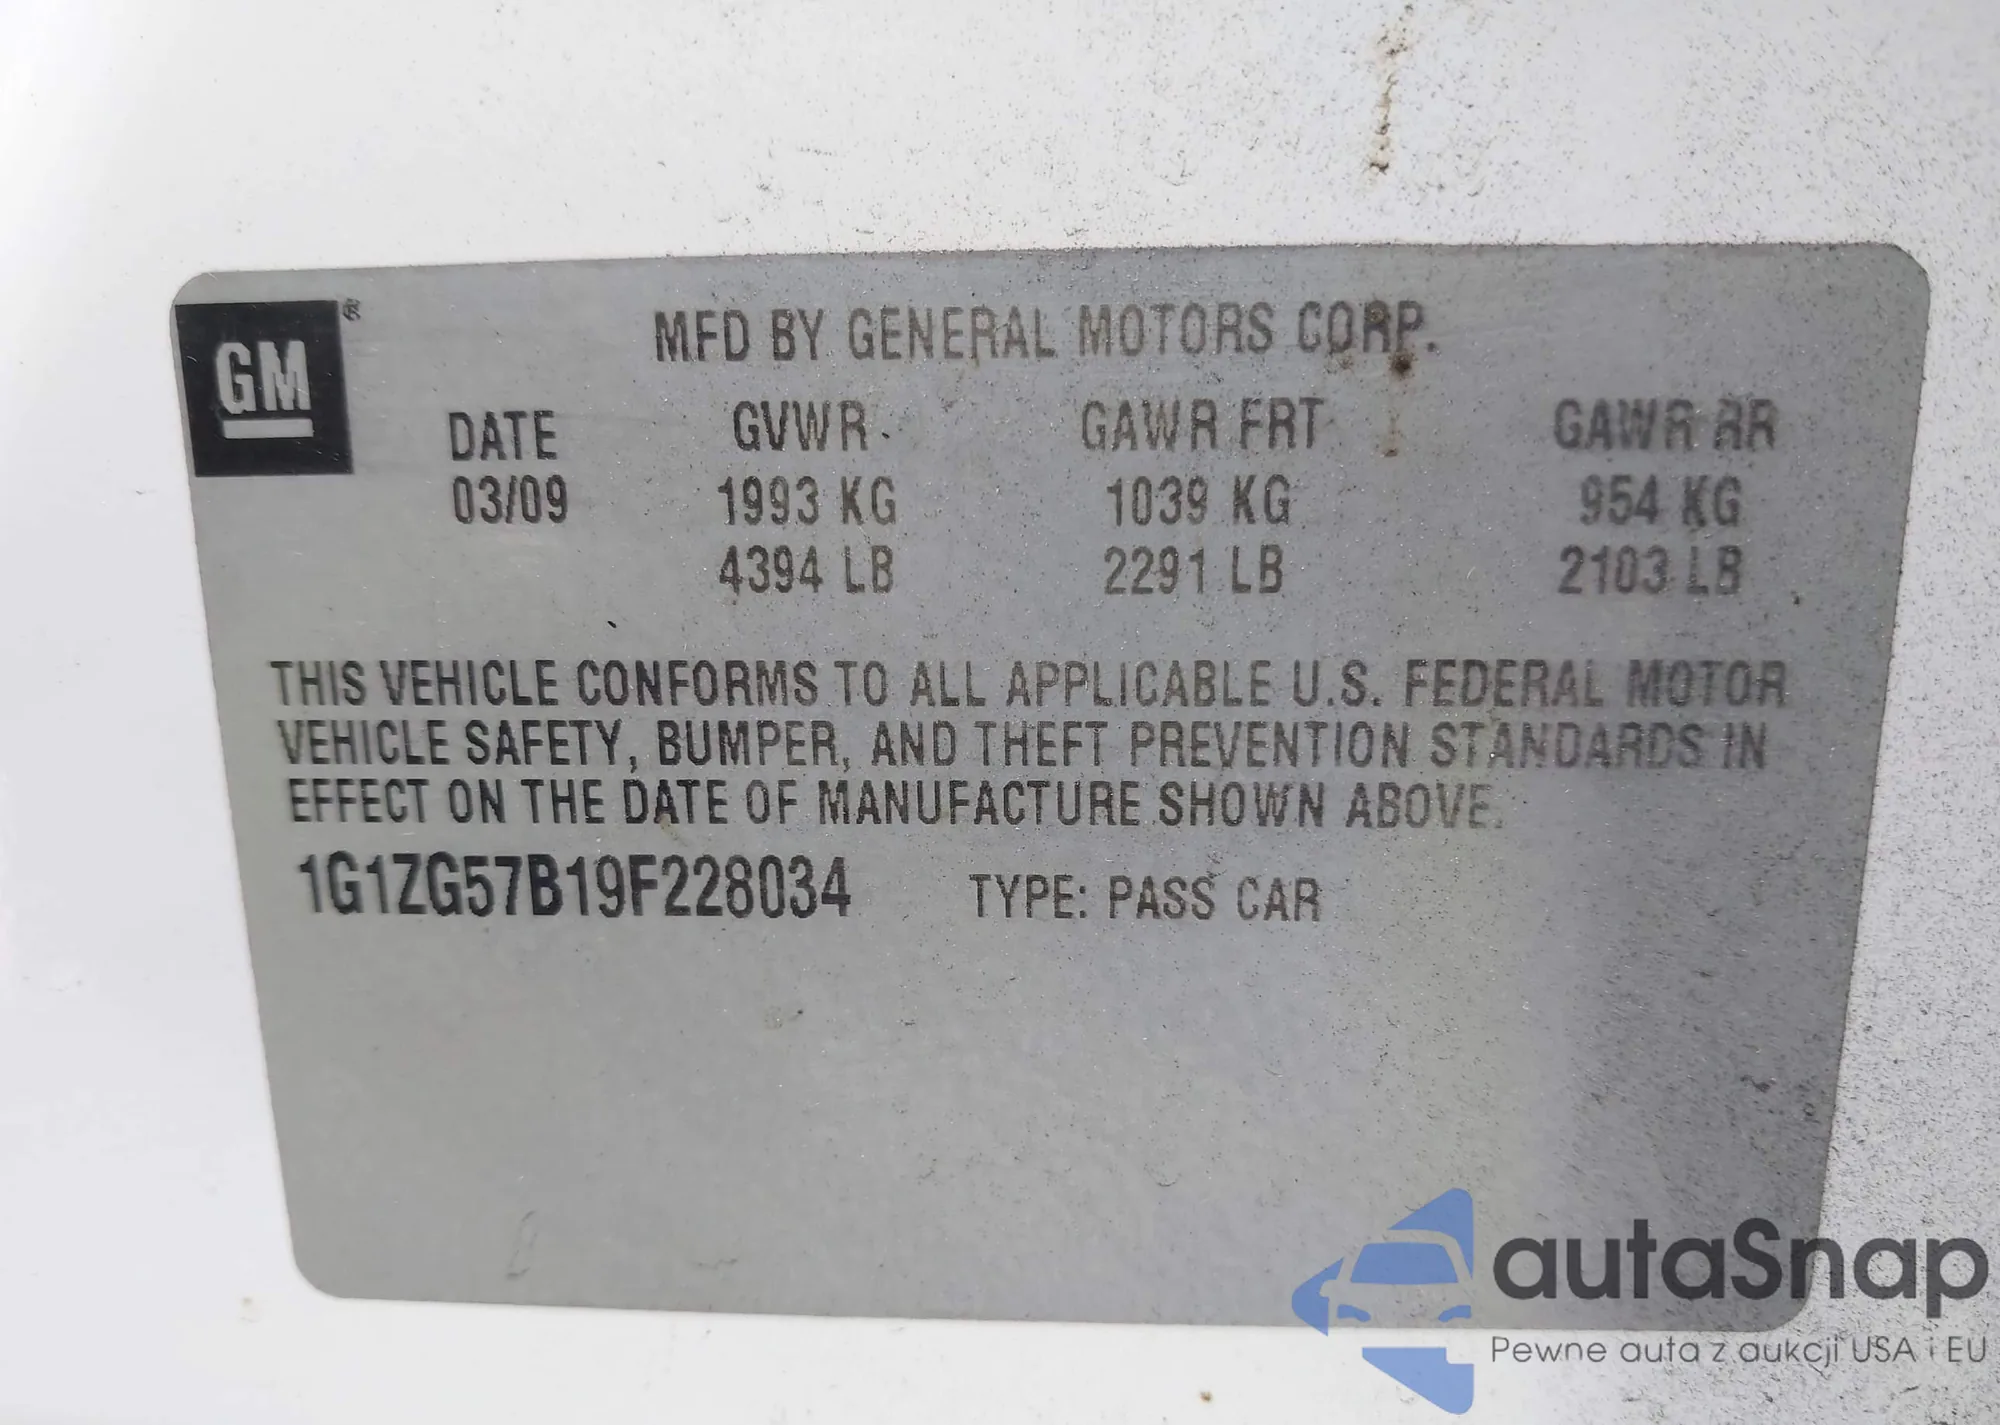 GM ®
MFD BY GENERAL MOTORS CORP.
DATE GVWR GAWR FRT GAWR RR
03/09 1993 KG 1039 KG 954 KG
4394 LB 2291 LB 2103 LB
THIS VEHICLE CONFORMS TO ALL APPLICABLE U.S. FEDERAL MOTOR
VEHICLE SAFETY, BUMPER, AND THEFT PREVENTION STANDARDS IN
EFFECT ON THE DATE OF MANUFACTURE SHOWN ABOVE.
1G1ZG57B19F228034 TYPE: PASS CAR
autaSnap
Pewne auta z aukcji USA i EU